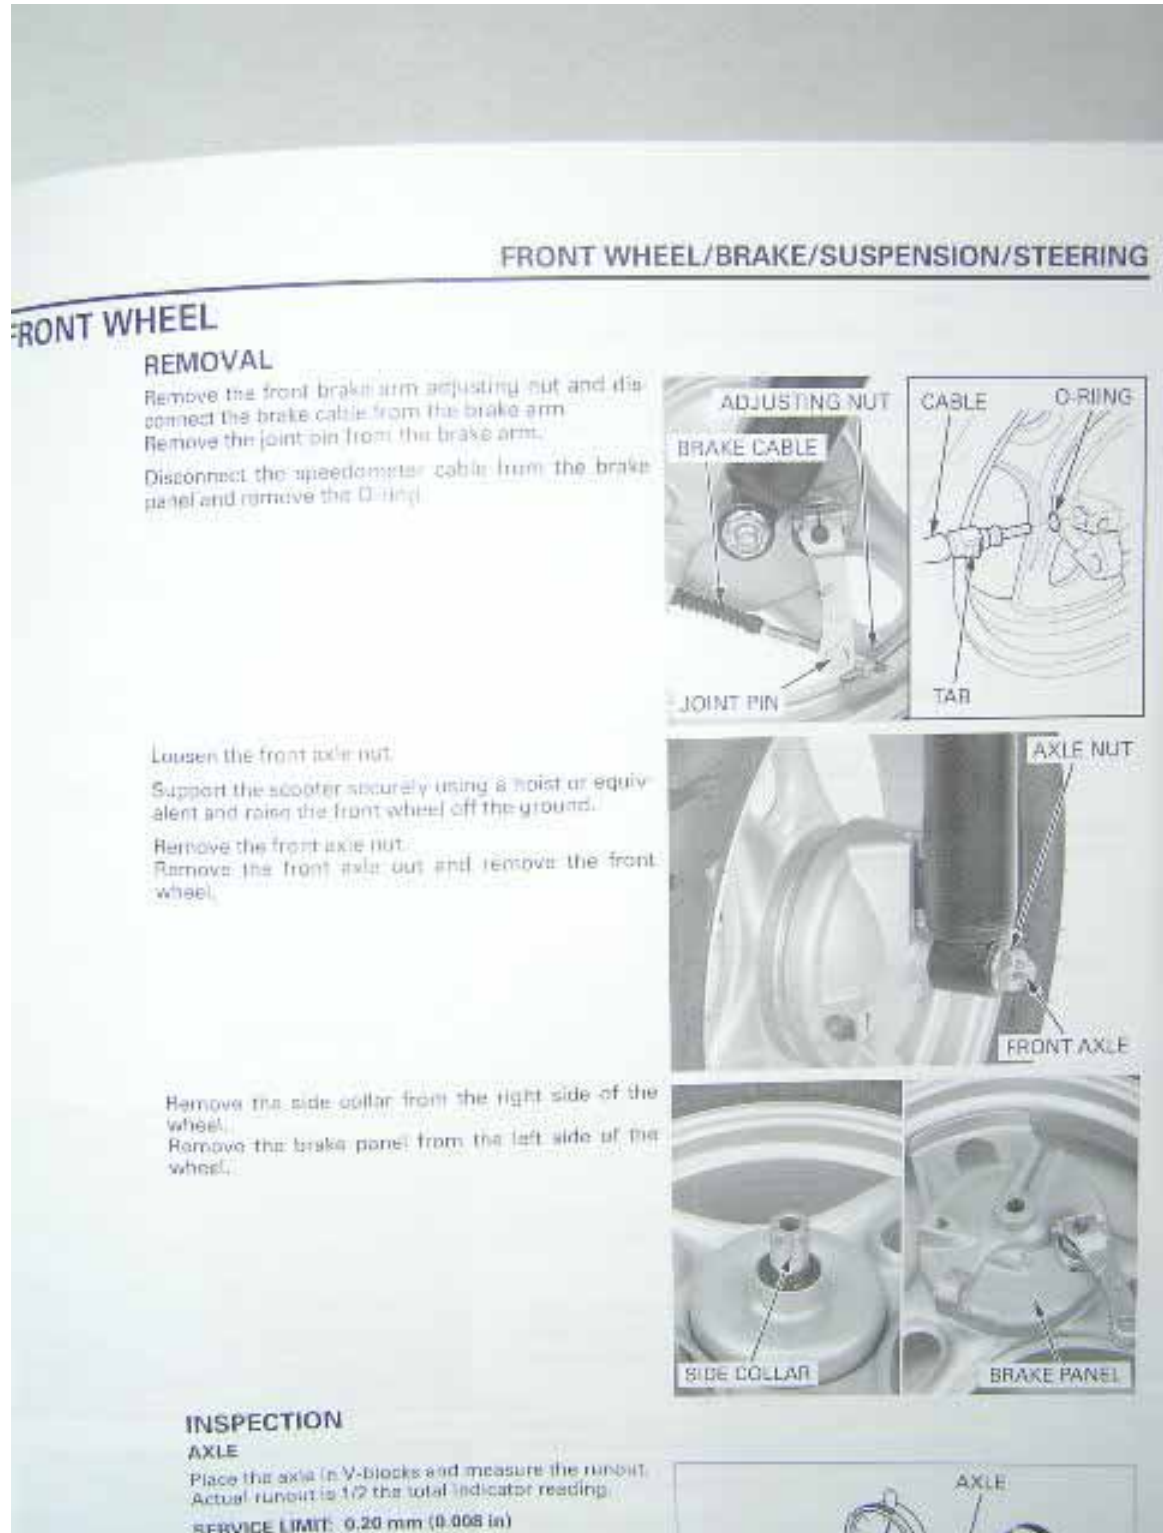 FRONT WHEEL/BRAKE/SUSPENSION/STEERING
FRONT WHEEL
REMOVAL
Remove the front brake arm adjusting nut and dis-
connect the brake cable from the brake arm.
Remove the joint pin from the brake arm.
Disconnect the speedometer cable from the brake
panel and remove the O-ring.
ADJUSTING NUT
BRAKE CABLE
JOINT PIN
CABLE
O-RIING
TAB
Loosen the front axle nut.
Support the scooter securely using a hoist or equiv-
alent and raise the front wheel off the ground.
Remove the front axle nut.
Remove the front axle out and remove the front
wheel.
AXLE NUT
FRONT AXLE
Remove the side collar from the right side of the
wheel.
Remove the brake panel from the left side of the
wheel.
SIDE COLLAR
BRAKE PANEL
INSPECTION
AXLE
Place the axle in V-blocks and measure the runout.
Actual runout is 1/2 the total indicator reading.
SERVICE LIMIT: 0.20 mm (0.008 in)
AXLE